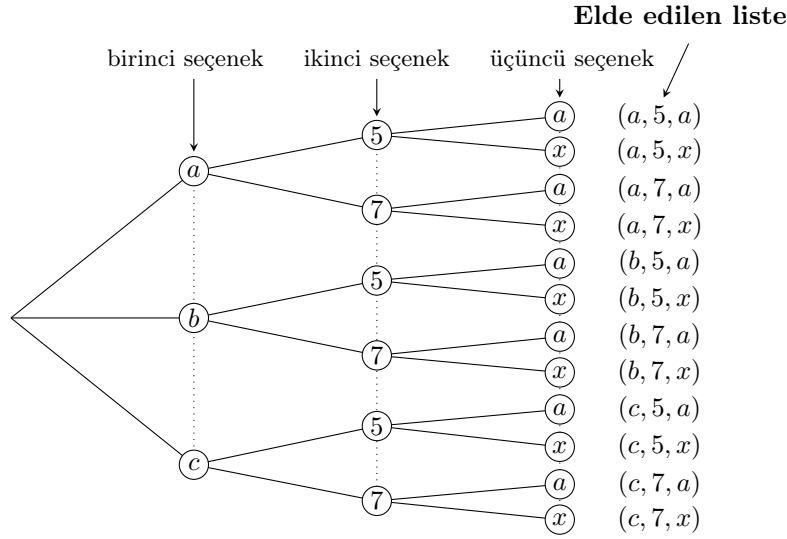 Elde edilen liste
birinci seçenek ikinci seçenek üçüncü seçenek
a (a, 5, a)
5
x (a, 5, x)
a
a (a, 7, a)
7
x (a, 7, x)
a (b, 5, a)
5
x (b, 5, x)
b
a (b, 7, a)
7
x (b, 7, x)
a (c, 5, a)
5
x (c, 5, x)
c
a (c, 7, a)
7
x (c, 7, x)